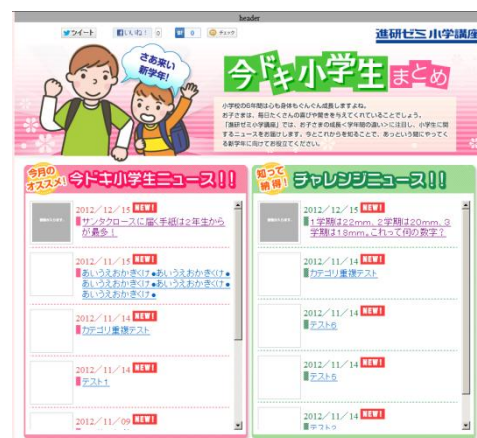 header
ツイート
いいね！ 0
0
チェック
進研ゼミ小学講座
さあ来い
新学年！
今ドキ小学生まとめ
小学校の6年間は心も身体もぐんぐん成長しますよね。
お子さまは、毎日たくさんの喜びや驚きを与えてくれていることでしょう。
「進研ゼミ小学講座」では、お子さまの成長<学年間の違い>に注目し、小学生に関
するニュースをお届けします。今とこれからを知ることで、あっという間にやってく
る新学年に向けてお役立てください。
今月の
オススメ！
今ドキ小学生ニュース！！
2012／12／15 NEW!
サンタクロースに届く手紙は2年生から
が最多！
2012／11／15 NEW!
あいうえおかきくけ●あいうえおかきくけ●
あいうえおかきくけ●あいうえおかきくけ●
あいうえおかきくけ●
2012／11／14 NEW!
カテゴリ重複テスト
2012／11／14 NEW!
テスト1
2012／11／09 NEW!
知って
納得！
チャレンジニュース！！
2012／12／15 NEW!
1学期は22mm、2学期は20mm、3
学期は18mm。これって何の数字？
2012／11／14 NEW!
カテゴリ重複テスト
2012／11／14 NEW!
テスト6
2012／11／14 NEW!
テスト5
2012／11／14 NEW!